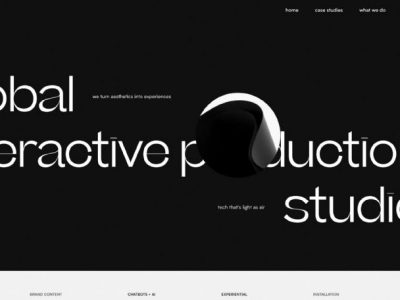 home case studies what we do
obal
we turn aesthetics into experiences
eractive p ductio
tech that's light as air
studi
BRAND CONTENT CHATBOTS + AI EXPERIENTIAL INSTALLATION